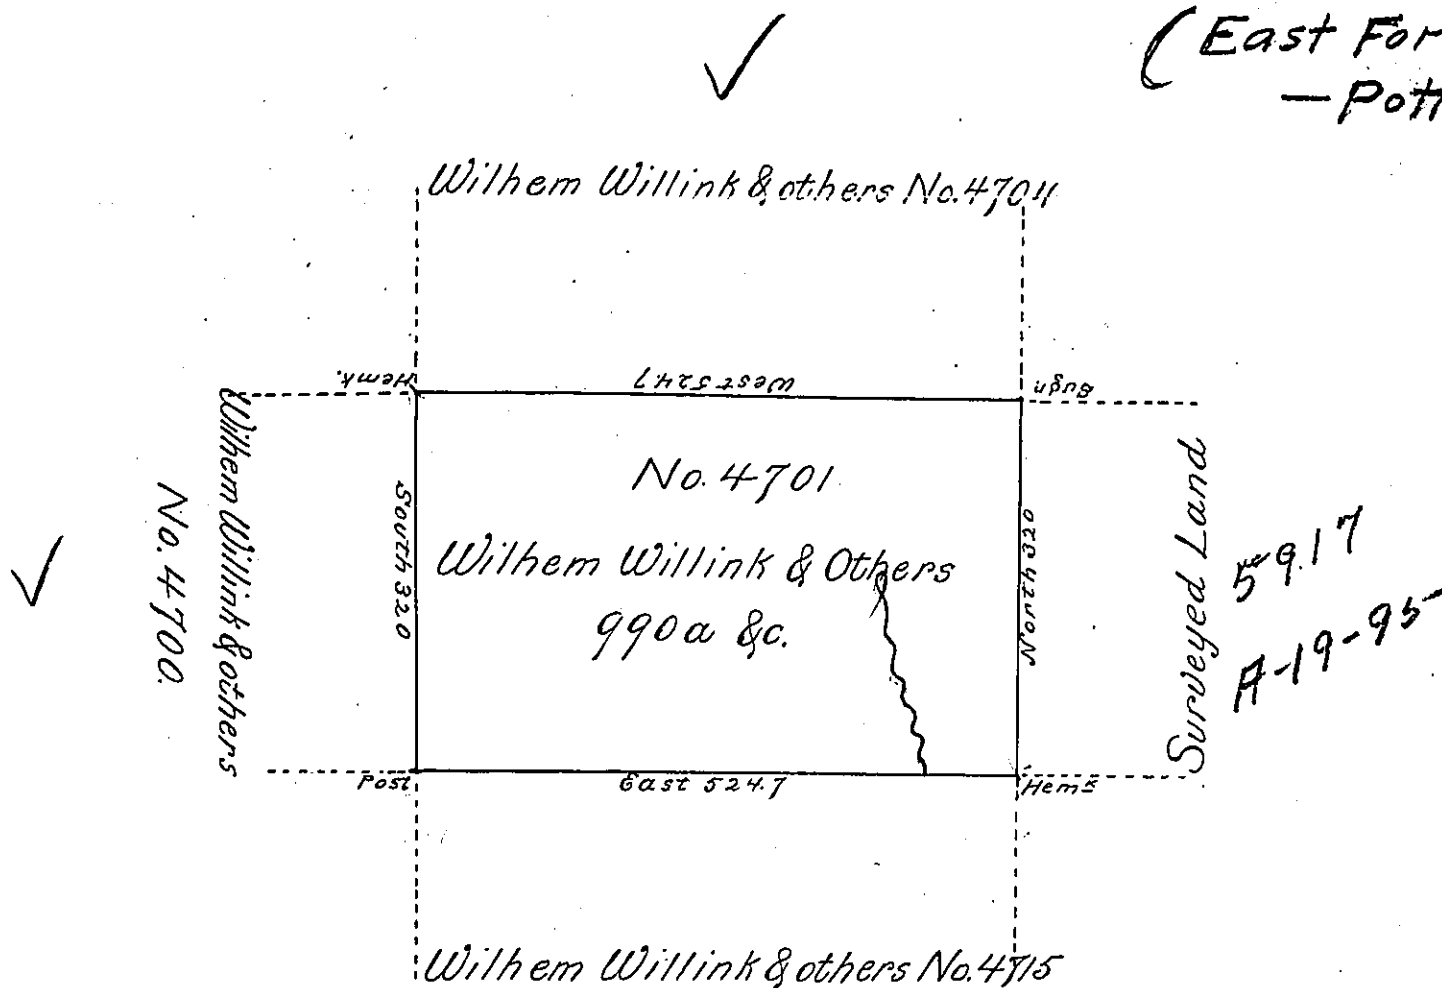 (East For
— Pott
Wilhem Willink & others No. 4704
Hemk.
West 524.7
Bugn
Wilhem Willink & others
No. 4700.
South 320
No. 4701
Wilhem Willink & Others
990a &c.
North 320
Surveyed Land
5917
A-19-95
Post
East 524.7
Hemk
Wilhem Willink & others No. 4715